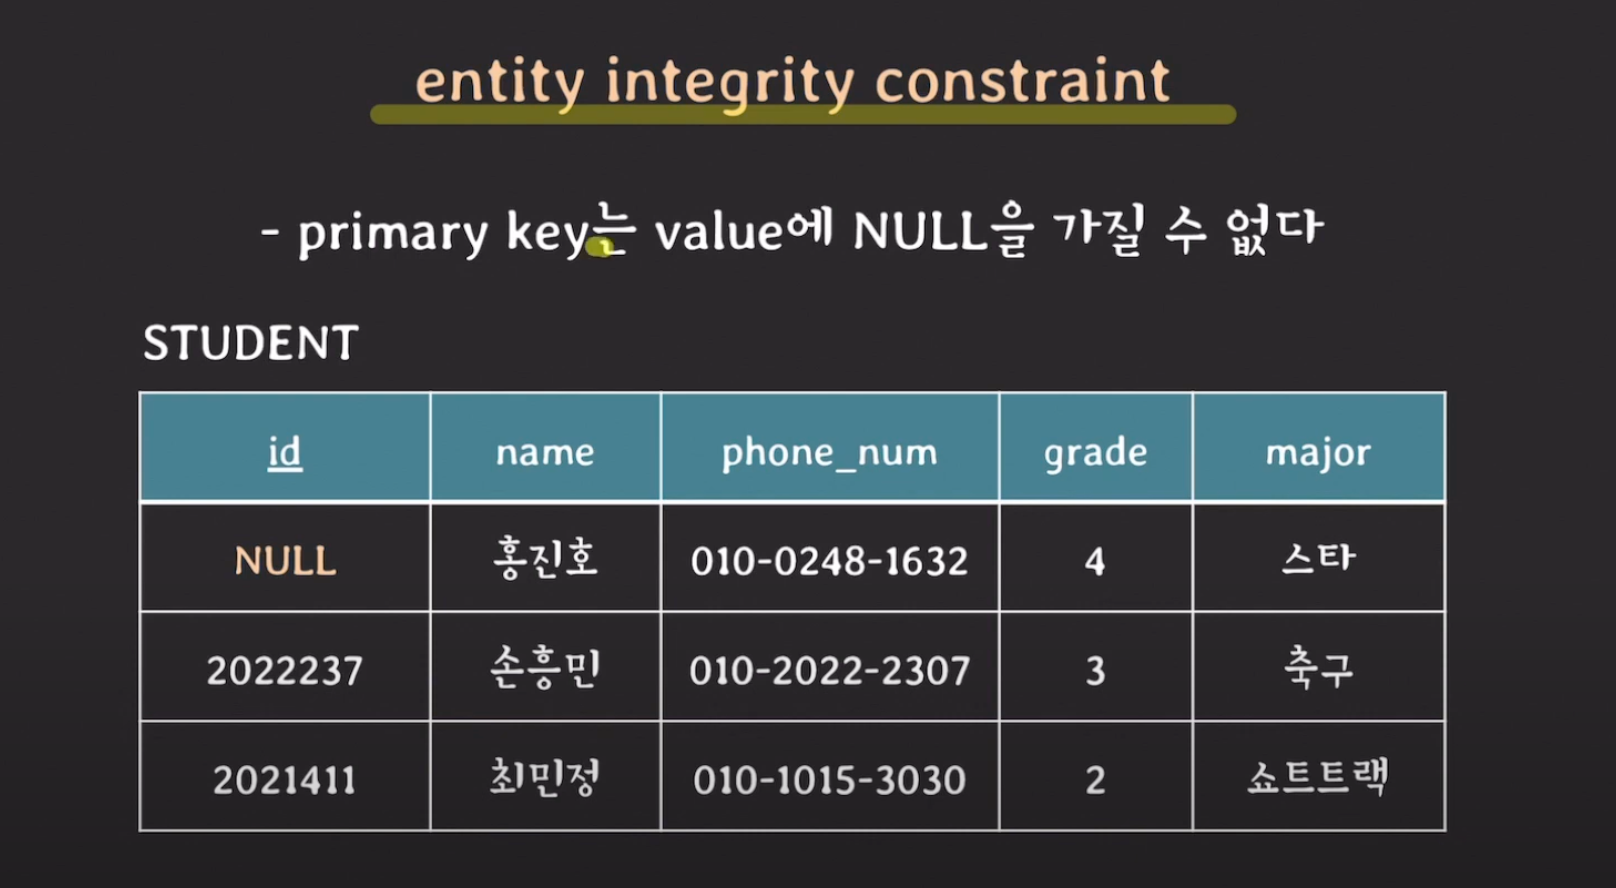 entity integrity constraint
- primary key는 value에 NULL을 가질 수 없다
STUDENT
id name phone_num grade major
NULL 홍진호 010-0248-1632 4 스타
2022237 손흥민 010-2022-2307 3 축구
2021411 최민정 010-1015-3030 2 쇼트트랙